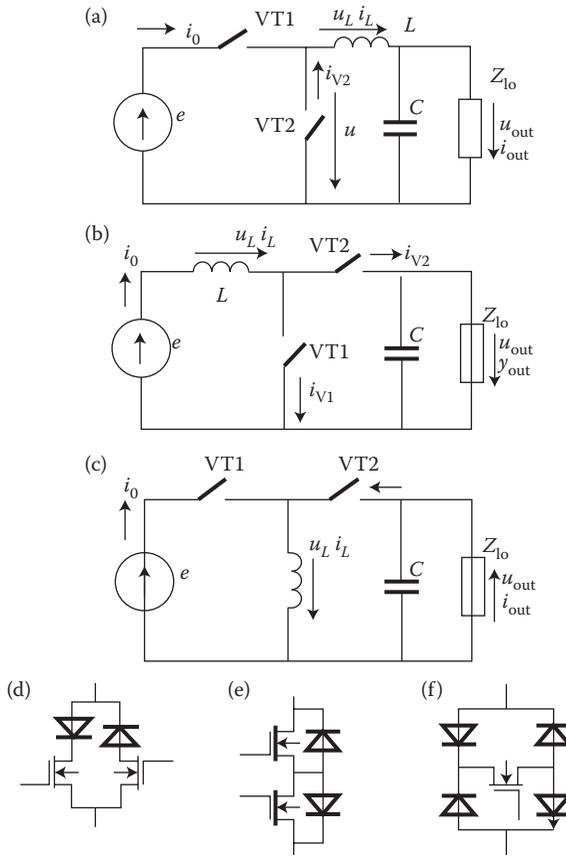 (a)
i0 VT1 uL iL L
Zlo
iV2
e VT2 u C uout
iout
(b)
uL iL VT2 iV2
i0
L
Zlo
e VT1 C uout
yout
iV1
(c)
VT1 VT2
i0
Zlo
e uL iL C uout
iout
(d) (e) (f)